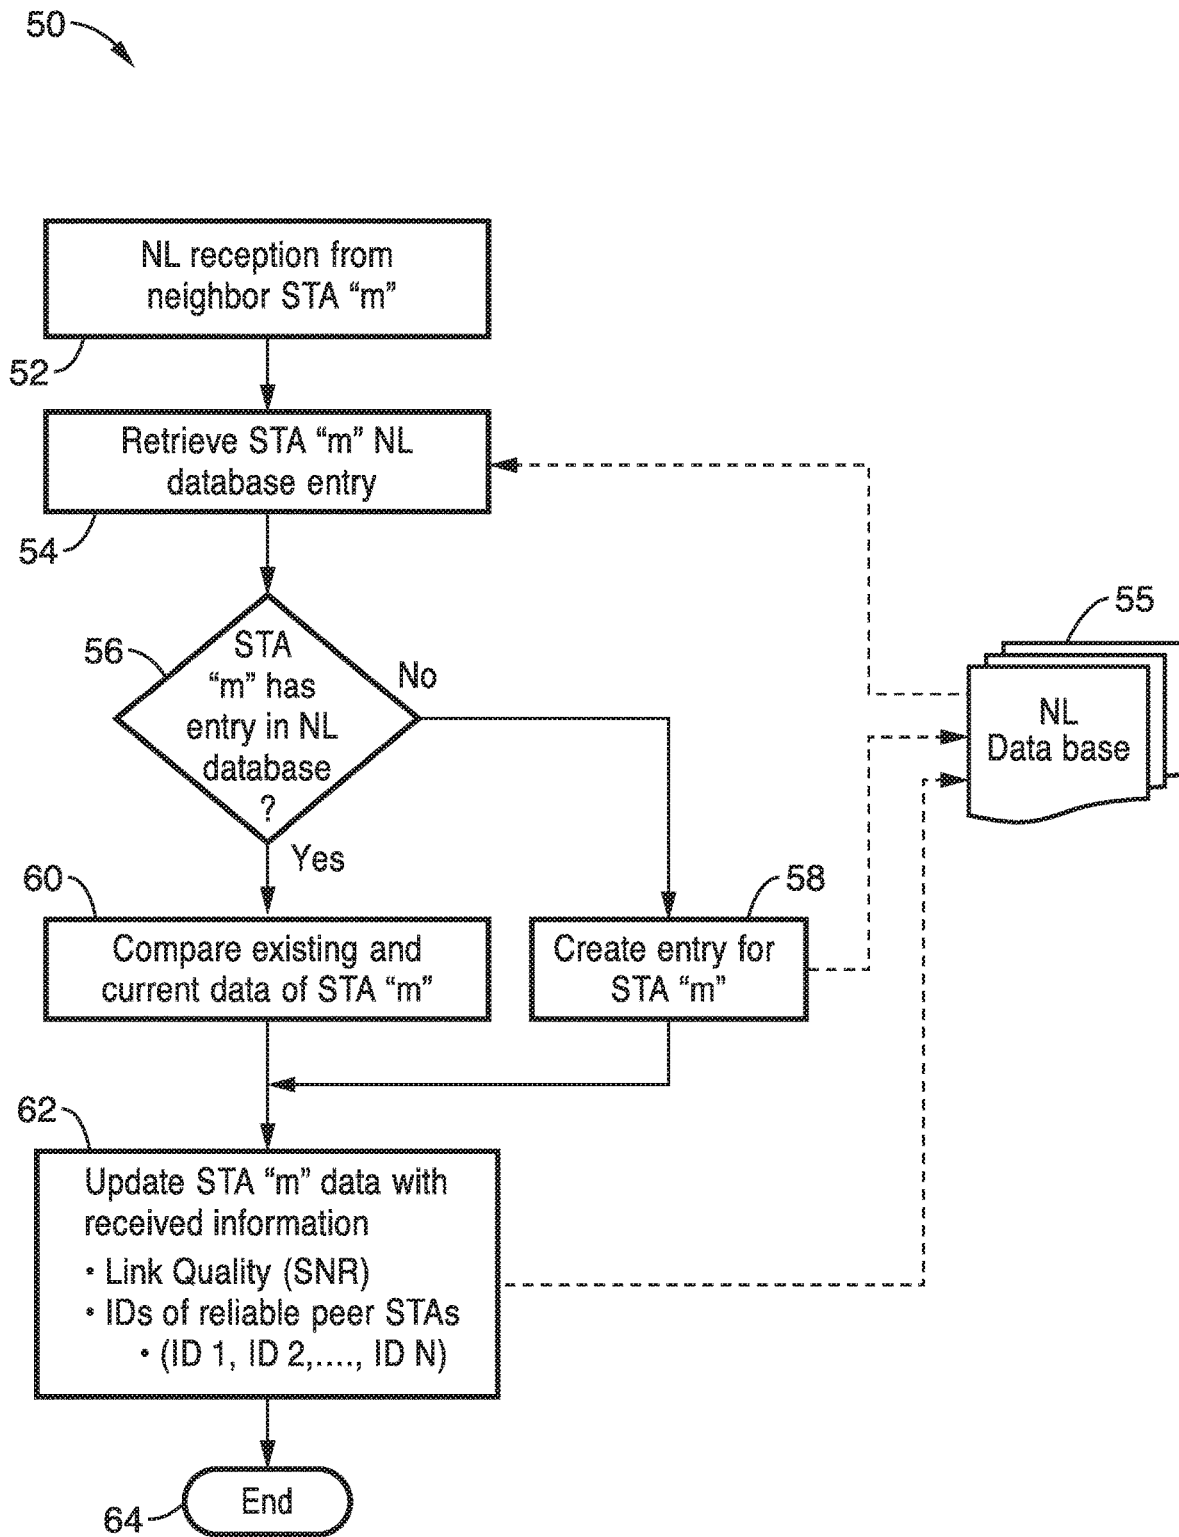 50
NL reception from
neighbor STA “m”
52
Retrieve STA “m” NL
database entry
54
55
56
STA
“m” has
entry in NL
database
?
No
NL
Data base
Yes
60
58
Compare existing and
current data of STA “m”
Create entry for
STA “m”
62
Update STA “m” data with
received information
• Link Quality (SNR)
• IDs of reliable peer STAs
• (ID 1, ID 2,...., ID N)
End
64